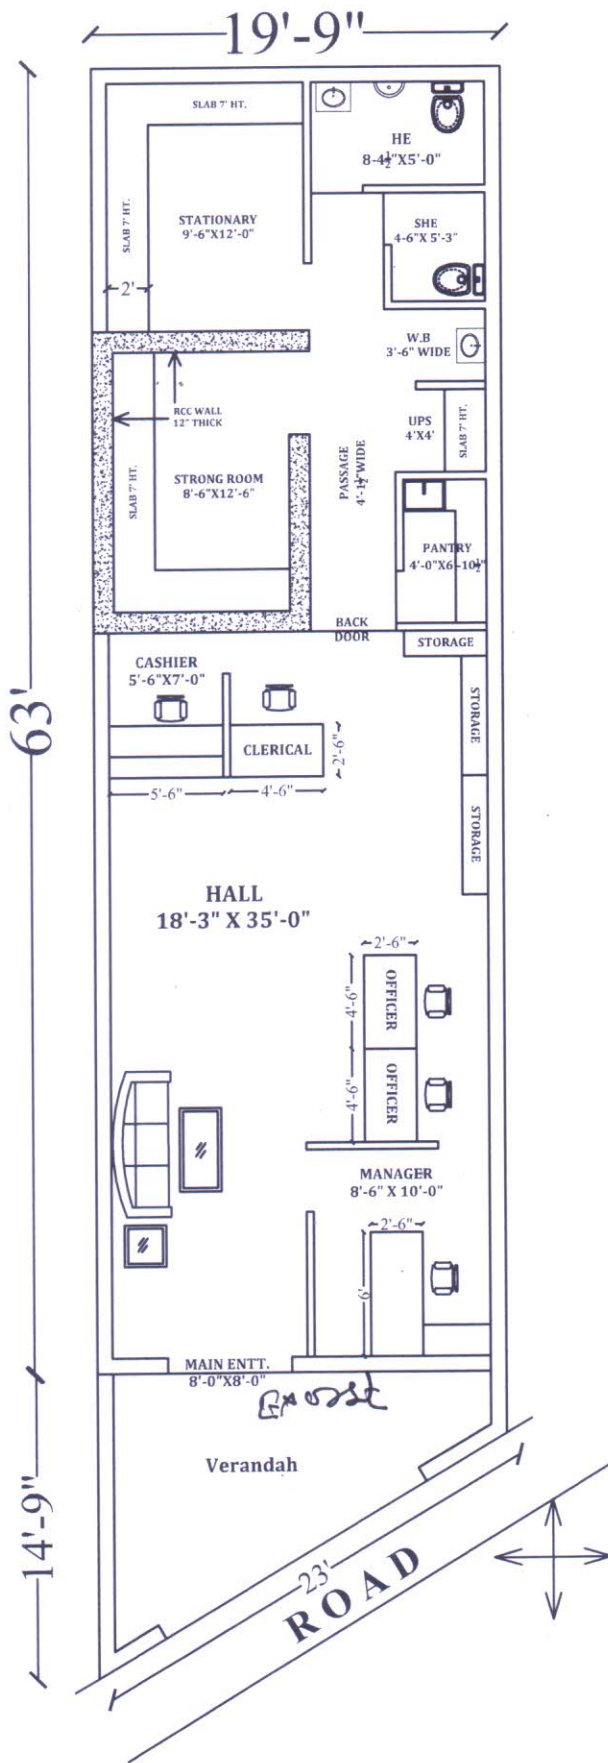 19'-9"
SLAB 7' HT.
HE
8-4½"X5'-0"
STATIONARY
9'-6"X12'-0"
SLAB 7' HT.
SHE
4-6"X 5'-3"
2'
W.B
3'-6" WIDE
RCC WALL
12" THICK
UPS
4'X4'
SLAB 7' HT.
PASSAGE
4'-1½"WIDE
STRONG ROOM
8'-6"X12'-6"
SLAB 7' HT.
PANTRY
4'-0"X6-10½"
BACK
DOOR
STORAGE
CASHIER
5'-6"X7'-0"
STORAGE
63'
CLERICAL
2'-6"
5'-6"
4'-6"
STORAGE
HALL
18'-3" X 35'-0"
2'-6"
4'-6"
OFFICER
4'-6"
OFFICER
MANAGER
8'-6" X 10'-0"
2'-6"
6'
MAIN ENTT.
8'-0"X8'-0"
Verandah
14'-9"
23'
ROAD